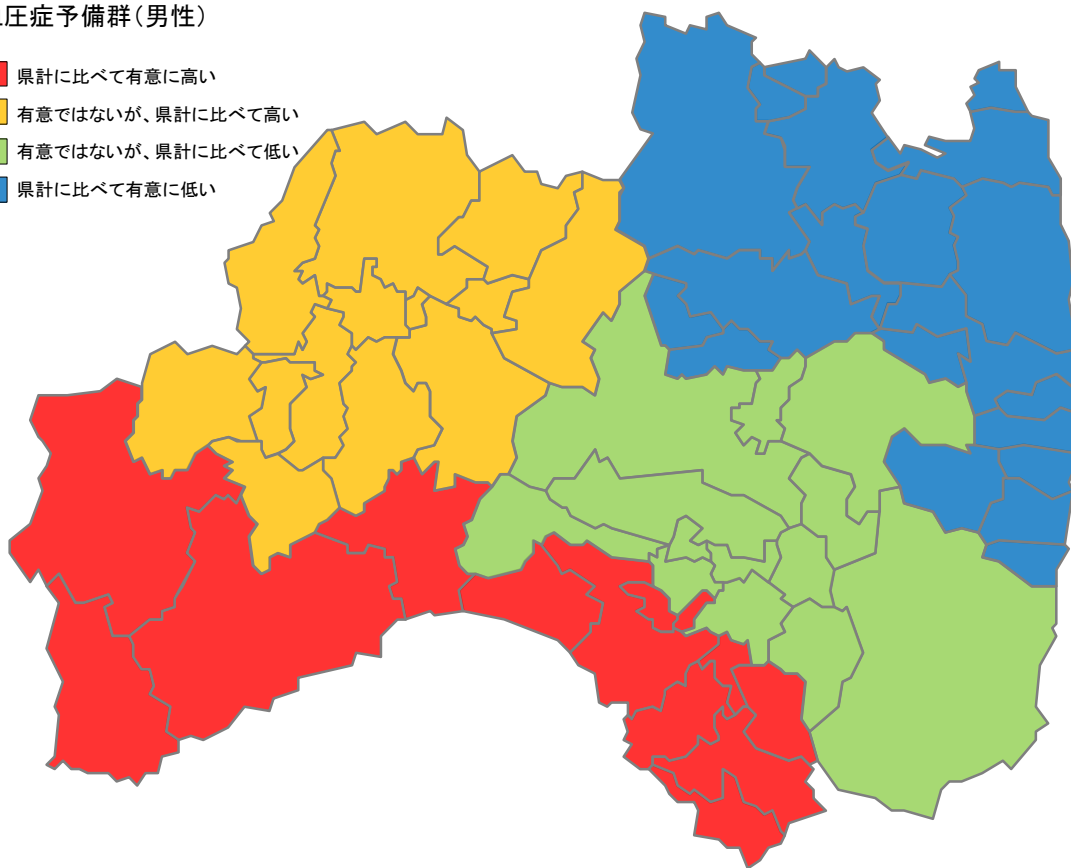 圧症予備群（男性）
県計に比べて有意に高い
有意ではないが、県計に比べて高い
有意ではないが、県計に比べて低い
県計に比べて有意に低い